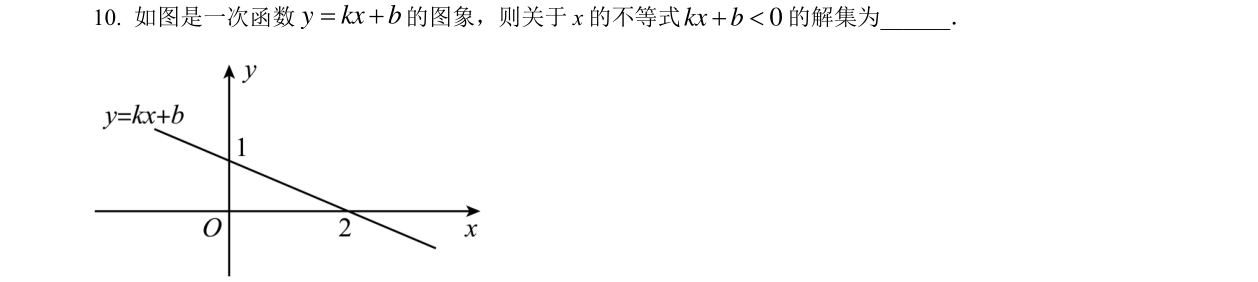 10. 如图是一次函数 y = kx + b 的图象，则关于 x 的不等式 kx + b < 0 的解集为______.
y
y=kx+b
1
O
2
x